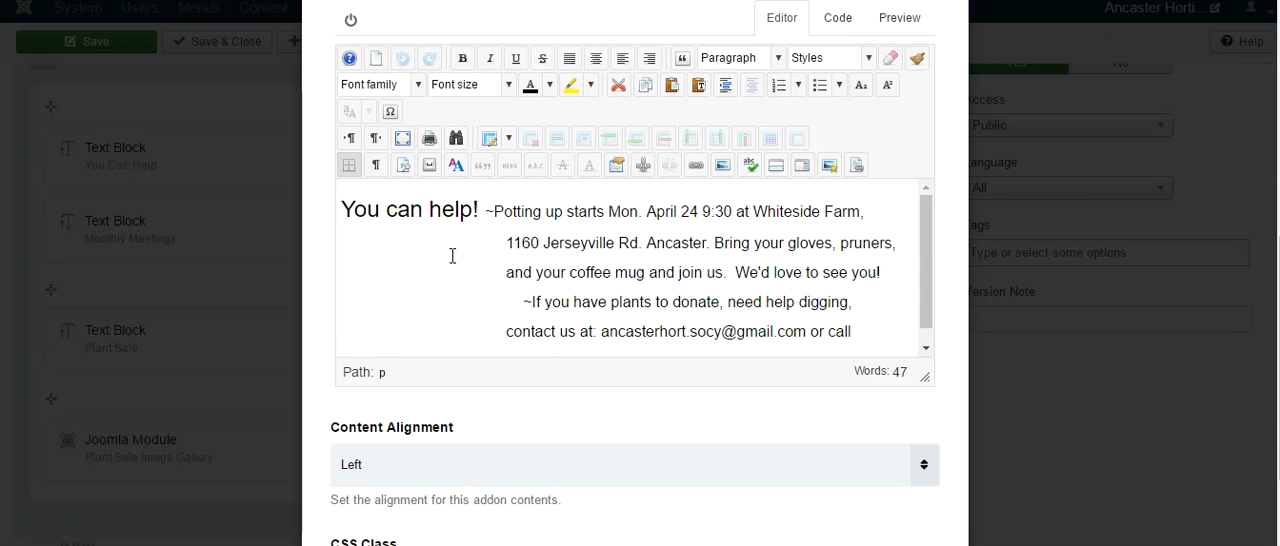 System Users Menus Content Ancaster Horti...
Save Save & Close Help
Editor Code Preview
Paragraph Styles
Font family Font size
You can help! ~Potting up starts Mon. April 24 9:30 at Whiteside Farm,
1160 Jerseyville Rd. Ancaster. Bring your gloves, pruners,
and your coffee mug and join us. We'd love to see you!
~If you have plants to donate, need help digging,
contact us at: ancasterhort.socy@gmail.com or call
Path: p Words: 47
Content Alignment
Left
Set the alignment for this addon contents.
CSS Class
Text Block
You Can Help
Text Block
Monthly Meetings
Text Block
Plant Sale
Joomla Module
Plant Sale Image Gallery
Yes No
Access
Public
Language
All
Tags
Type or select some options
Version Note